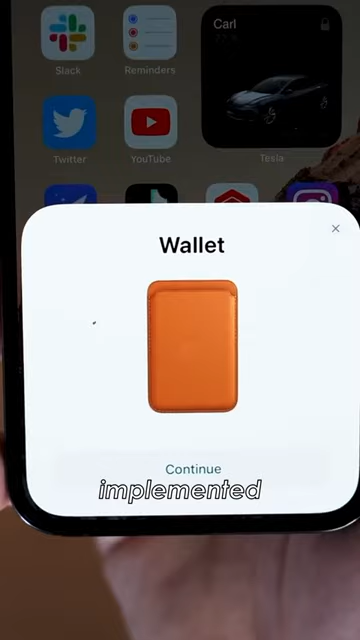 Carl
Slack
Reminders
Twitter
YouTube
Tesla
Wallet
Continue
implemented